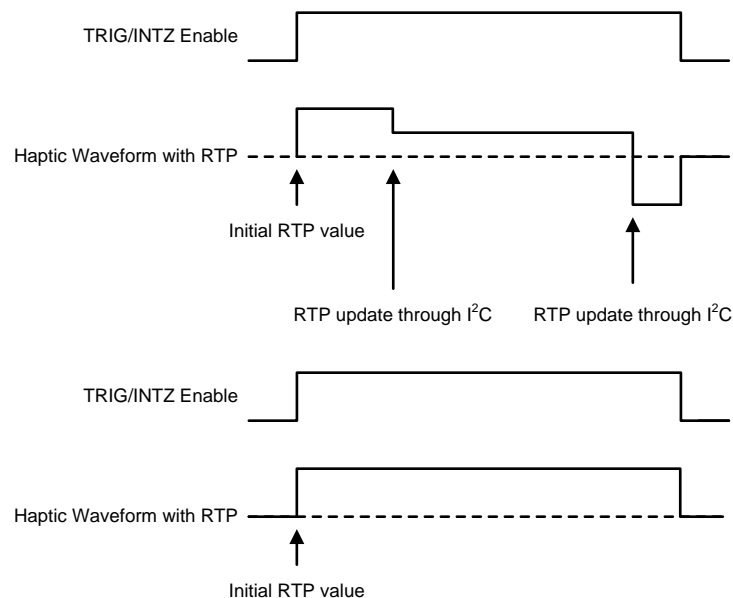 TRIG/INTZ Enable
Haptic Waveform with RTP
Initial RTP value
RTP update through I²C
RTP update through I²C
TRIG/INTZ Enable
Haptic Waveform with RTP
Initial RTP value